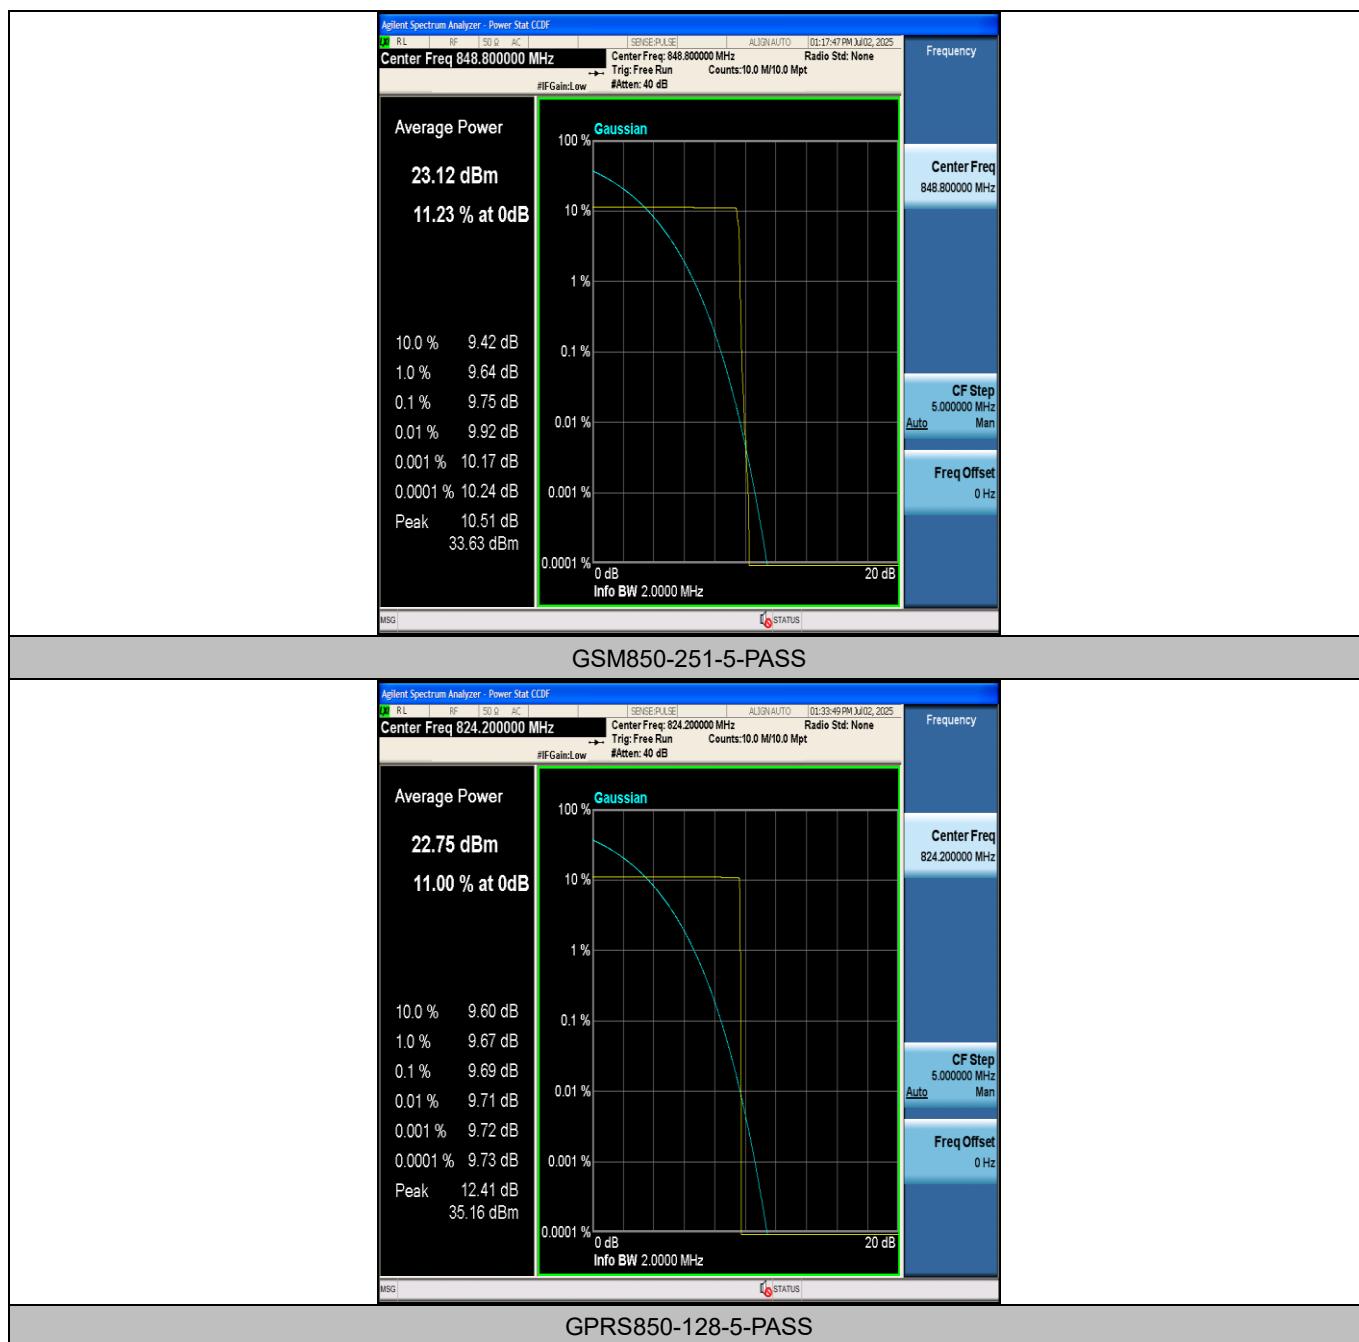 Agilent Spectrum Analyzer - Power Stat CCDF
LXI RL RF 50 Ω AC SENSE:PULSE ALIGN AUTO 01:17:47 PM Jul 02, 2025
Center Freq 848.800000 MHz
Center Freq: 848.800000 MHz Radio Std: None
Trig: Free Run Counts:10.0 M/10.0 Mpt
#IFGain:Low #Atten: 40 dB
Frequency
Average Power
23.12 dBm
11.23 % at 0dB
10.0 % 9.42 dB
1.0 % 9.64 dB
0.1 % 9.75 dB
0.01 % 9.92 dB
0.001 % 10.17 dB
0.0001 % 10.24 dB
Peak 10.51 dB
33.63 dBm
Gaussian
100 %
10 %
1 %
0.1 %
0.01 %
0.001 %
0.0001 %
0 dB 20 dB
Info BW 2.0000 MHz
Center Freq
848.800000 MHz
CF Step
5.000000 MHz
Auto Man
Freq Offset
0 Hz
MSG STATUS
GSM850-251-5-PASS
Agilent Spectrum Analyzer - Power Stat CCDF
LXI RL RF 50 Ω AC SENSE:PULSE ALIGN AUTO 01:33:49 PM Jul 02, 2025
Center Freq 824.200000 MHz
Center Freq: 824.200000 MHz Radio Std: None
Trig: Free Run Counts:10.0 M/10.0 Mpt
#IFGain:Low #Atten: 40 dB
Frequency
Average Power
22.75 dBm
11.00 % at 0dB
10.0 % 9.60 dB
1.0 % 9.67 dB
0.1 % 9.69 dB
0.01 % 9.71 dB
0.001 % 9.72 dB
0.0001 % 9.73 dB
Peak 12.41 dB
35.16 dBm
Gaussian
100 %
10 %
1 %
0.1 %
0.01 %
0.001 %
0.0001 %
0 dB 20 dB
Info BW 2.0000 MHz
Center Freq
824.200000 MHz
CF Step
5.000000 MHz
Auto Man
Freq Offset
0 Hz
MSG STATUS
GPRS850-128-5-PASS